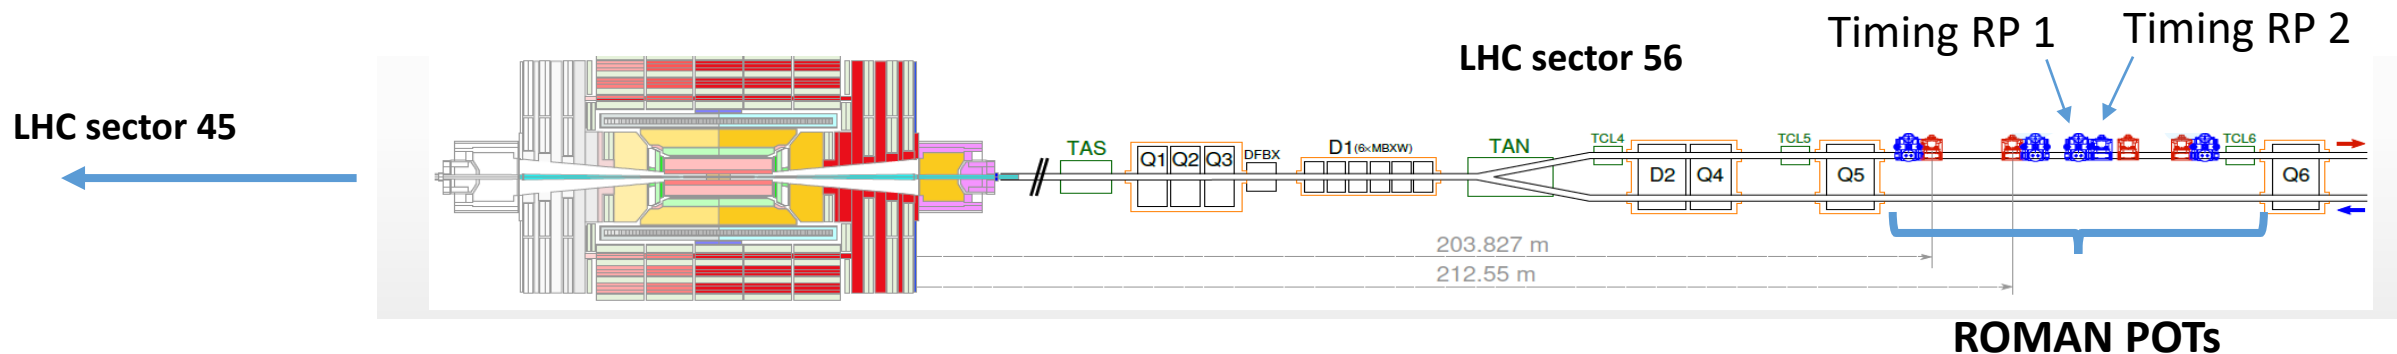 Timing RP 1
Timing RP 2
LHC sector 56
LHC sector 45
TAS
Q1 Q2 Q3
DFBX
D1 (6×MBXW)
TAN
TCL4
D2 Q4
TCL5
Q5
TCL6
Q6
203.827 m
212.55 m
ROMAN POTs